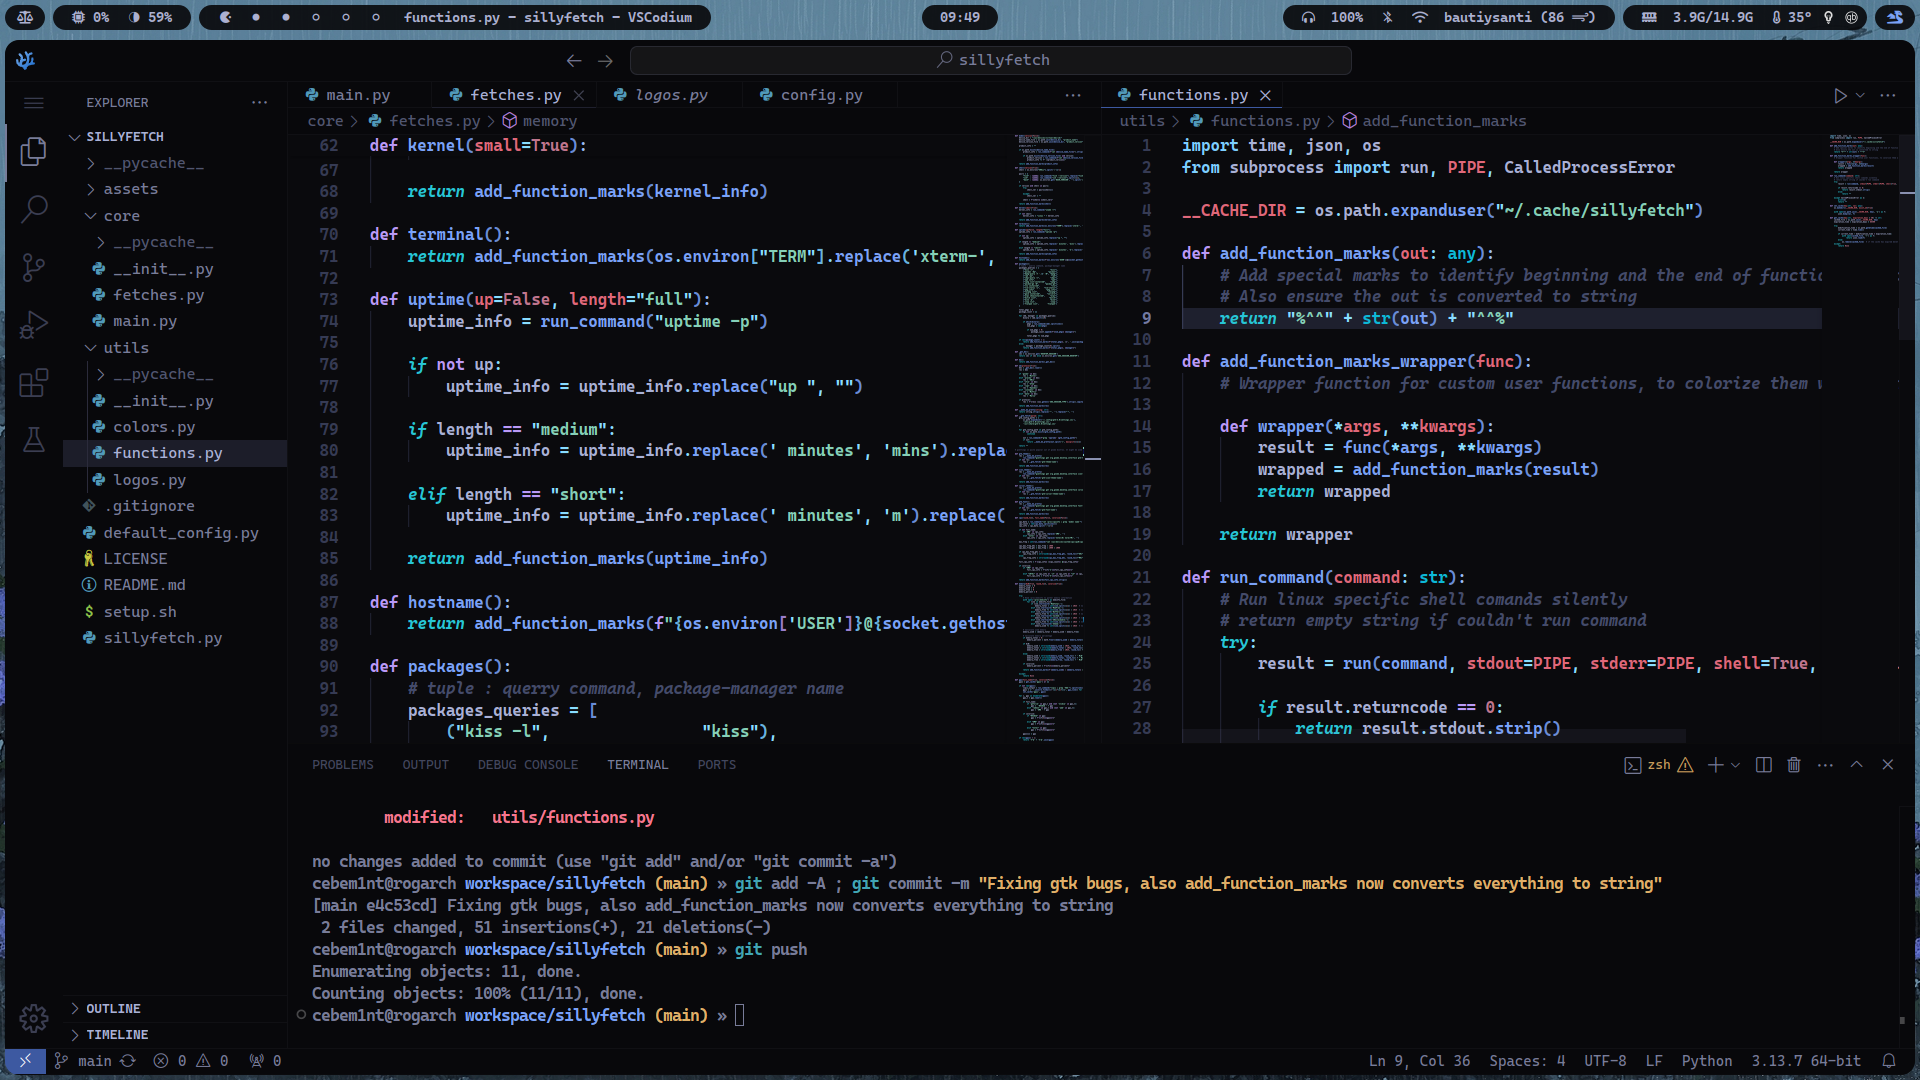 0% 59% functions.py - sillyfetch - VSCodium 09:49 100% bautiysanti (86 ═) 3.9G/14.9G 35°
sillyfetch
EXPLORER
SILLYFETCH
__pycache__
assets
core
__pycache__
__init__.py
fetches.py
main.py
utils
__pycache__
__init__.py
colors.py
functions.py
logos.py
.gitignore
default_config.py
LICENSE
README.md
setup.sh
sillyfetch.py
OUTLINE
TIMELINE
main.py fetches.py logos.py config.py
core > fetches.py > memory
62 def kernel(small=True):
67
68     return add_function_marks(kernel_info)
69
70 def terminal():
71     return add_function_marks(os.environ["TERM"].replace('xterm-',
72
73 def uptime(up=False, length="full"):
74     uptime_info = run_command("uptime -p")
75
76     if not up:
77         uptime_info = uptime_info.replace("up ", "")
78
79     if length == "medium":
80         uptime_info = uptime_info.replace(' minutes', 'mins').repla
81
82     elif length == "short":
83         uptime_info = uptime_info.replace(' minutes', 'm').replace(
84
85     return add_function_marks(uptime_info)
86
87 def hostname():
88     return add_function_marks(f"{os.environ['USER']}@{socket.gethos
89
90 def packages():
91     # tuple : querry command, package-manager name
92     packages_queries = [
93         ("kiss -l",                "kiss"),
functions.py
utils > functions.py > add_function_marks
1 import time, json, os
2 from subprocess import run, PIPE, CalledProcessError
3
4 __CACHE_DIR = os.path.expanduser("~/.cache/sillyfetch")
5
6 def add_function_marks(out: any):
7     # Add special marks to identify beginning and the end of functi
8     # Also ensure the out is converted to string
9     return "%^^" + str(out) + "^^%"
10
11 def add_function_marks_wrapper(func):
12     # Wrapper function for custom user functions, to colorize them
13
14     def wrapper(*args, **kwargs):
15         result = func(*args, **kwargs)
16         wrapped = add_function_marks(result)
17         return wrapped
18
19     return wrapper
20
21 def run_command(command: str):
22     # Run linux specific shell comands silently
23     # return empty string if couldn't run command
24     try:
25         result = run(command, stdout=PIPE, stderr=PIPE, shell=True,
26
27         if result.returncode == 0:
28             return result.stdout.strip()
PROBLEMS OUTPUT DEBUG CONSOLE TERMINAL PORTS zsh
modified:   utils/functions.py
no changes added to commit (use "git add" and/or "git commit -a")
cebem1nt@rogarch workspace/sillyfetch (main) » git add -A ; git commit -m "Fixing gtk bugs, also add_function_marks now converts everything to string"
[main e4c53cd] Fixing gtk bugs, also add_function_marks now converts everything to string
 2 files changed, 51 insertions(+), 21 deletions(-)
cebem1nt@rogarch workspace/sillyfetch (main) » git push
Enumerating objects: 11, done.
Counting objects: 100% (11/11), done.
cebem1nt@rogarch workspace/sillyfetch (main) »
main 0 0 0 Ln 9, Col 36 Spaces: 4 UTF-8 LF Python 3.13.7 64-bit